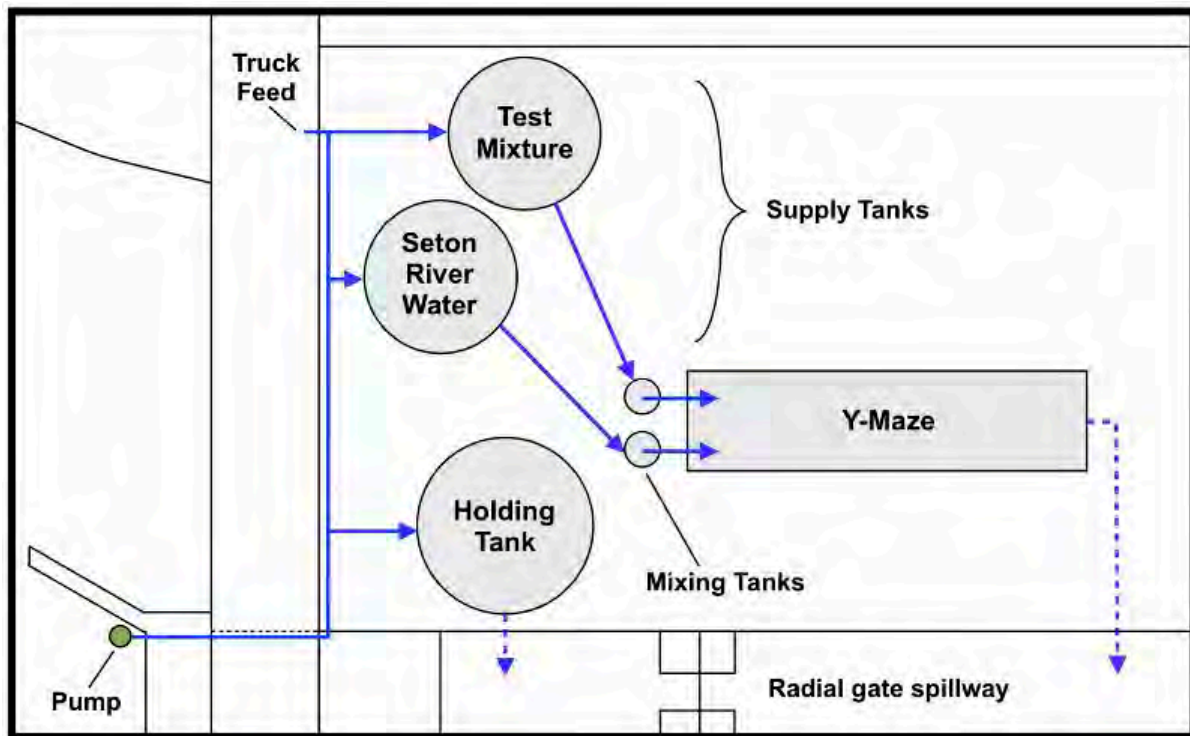 Truck
Feed
Test
Mixture
Supply Tanks
Seton
River
Water
Y-Maze
Holding
Tank
Mixing Tanks
Pump
Radial gate spillway